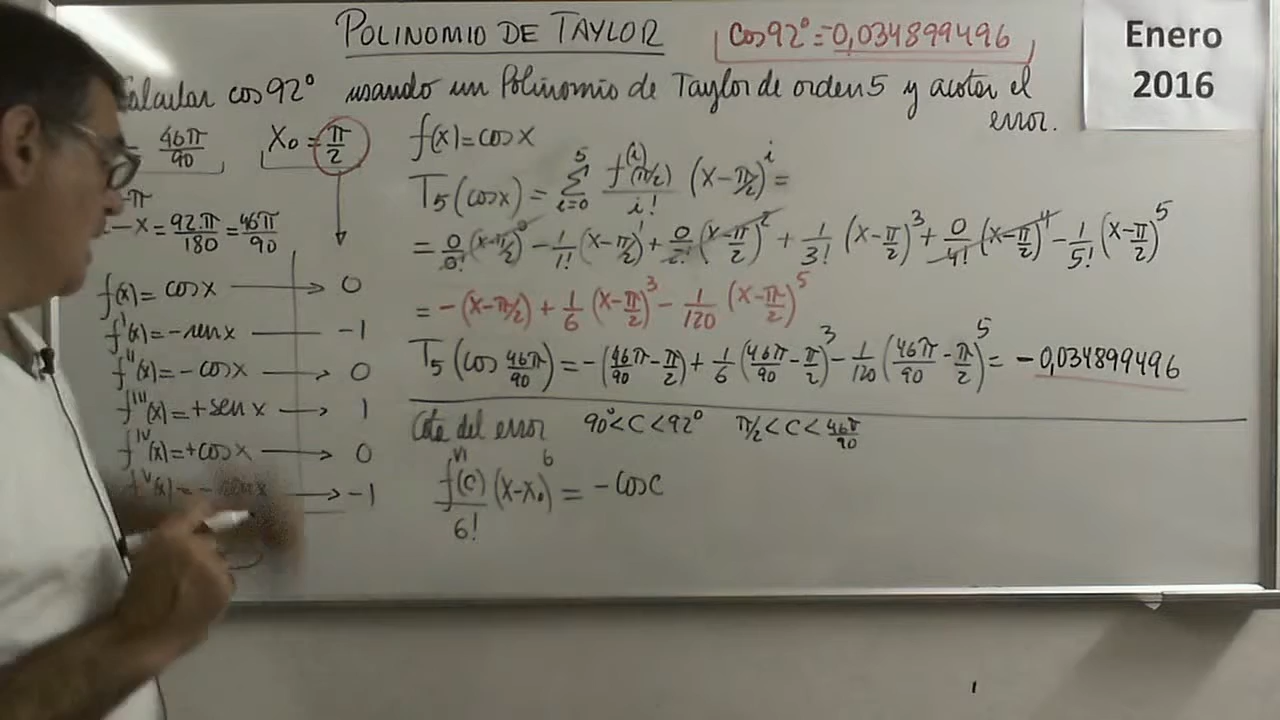 POLINOMIO DE TAYLOR
cos 92° = -0,034899496
Enero
2016
Calcular cos 92° usando un Polinomio de Taylor de orden 5 y acotar el
error.
46π/90 X₀ = π/2
f(x) = cos x
T₅(cos x) = Σ_{i=0}^{5} f^{(i)}(π/2)/i! (x-π/2)^i =
π
- x = 92·π/180 = 46π/90
= 0/0! (x-π/2)^0 - 1/1! (x-π/2)^1 + 0/2! (x-π/2)^2 + 1/3! (x-π/2)^3 + 0/4! (x-π/2)^4 - 1/5! (x-π/2)^5
= -(x-π/2) + 1/6 (x-π/2)^3 - 1/120 (x-π/2)^5
T₅(cos 46π/90) = -(46π/90 - π/2) + 1/6 (46π/90 - π/2)^3 - 1/120 (46π/90 - π/2)^5 = -0,034899496
f(x) = cos x → 0
f'(x) = -sen x — -1
f''(x) = -cos x → 0
f'''(x) = +sen x → 1
f^{IV}(x) = +cos x → 0
f^{V}(x) = - x → -1
Cota del error 90° < C < 92° π/2 < C < 46π/90
f^{VI}(C)/6! (x-x₀)^6 = -cos C